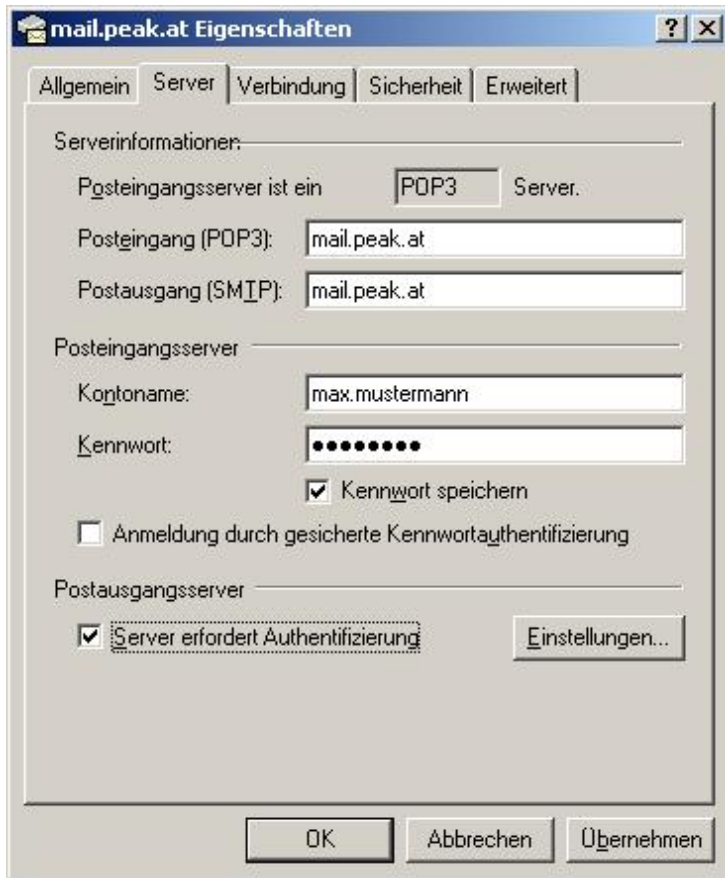 mail.peak.at Eigenschaften
Allgemein Server Verbindung Sicherheit Erweitert
Serverinformationen
Posteingangsserver ist ein POP3 Server.
Posteingang (POP3): mail.peak.at
Postausgang (SMTP): mail.peak.at
Posteingangsserver
Kontoname: max.mustermann
Kennwort: ●●●●●●●●
Kennwort speichern
Anmeldung durch gesicherte Kennwortauthentifizierung
Postausgangsserver
Server erfordert Authentifizierung Einstellungen...
OK Abbrechen Übernehmen